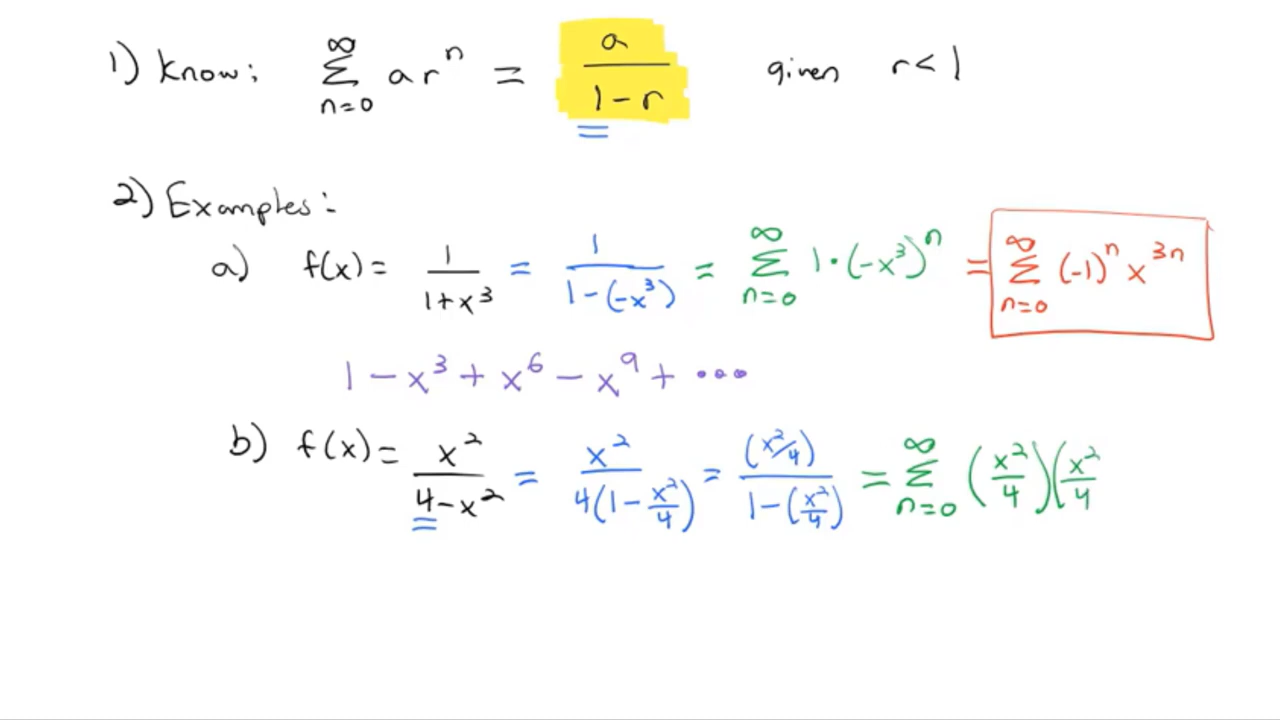 1) Know: ∑_{n=0}^{∞} a r^n = a/(1-r) given r < 1
2) Examples:
a) f(x) = 1/(1+x^3) = 1/(1-(-x^3)) = ∑_{n=0}^{∞} 1·(-x^3)^n = ∑_{n=0}^{∞} (-1)^n x^{3n}
1 - x^3 + x^6 - x^9 + •••
b) f(x) = x^2/(4-x^2) = x^2/(4(1-x^2/4)) = (x^2/4)/(1-(x^2/4)) = ∑_{n=0}^{∞} (x^2/4)(x^2/4